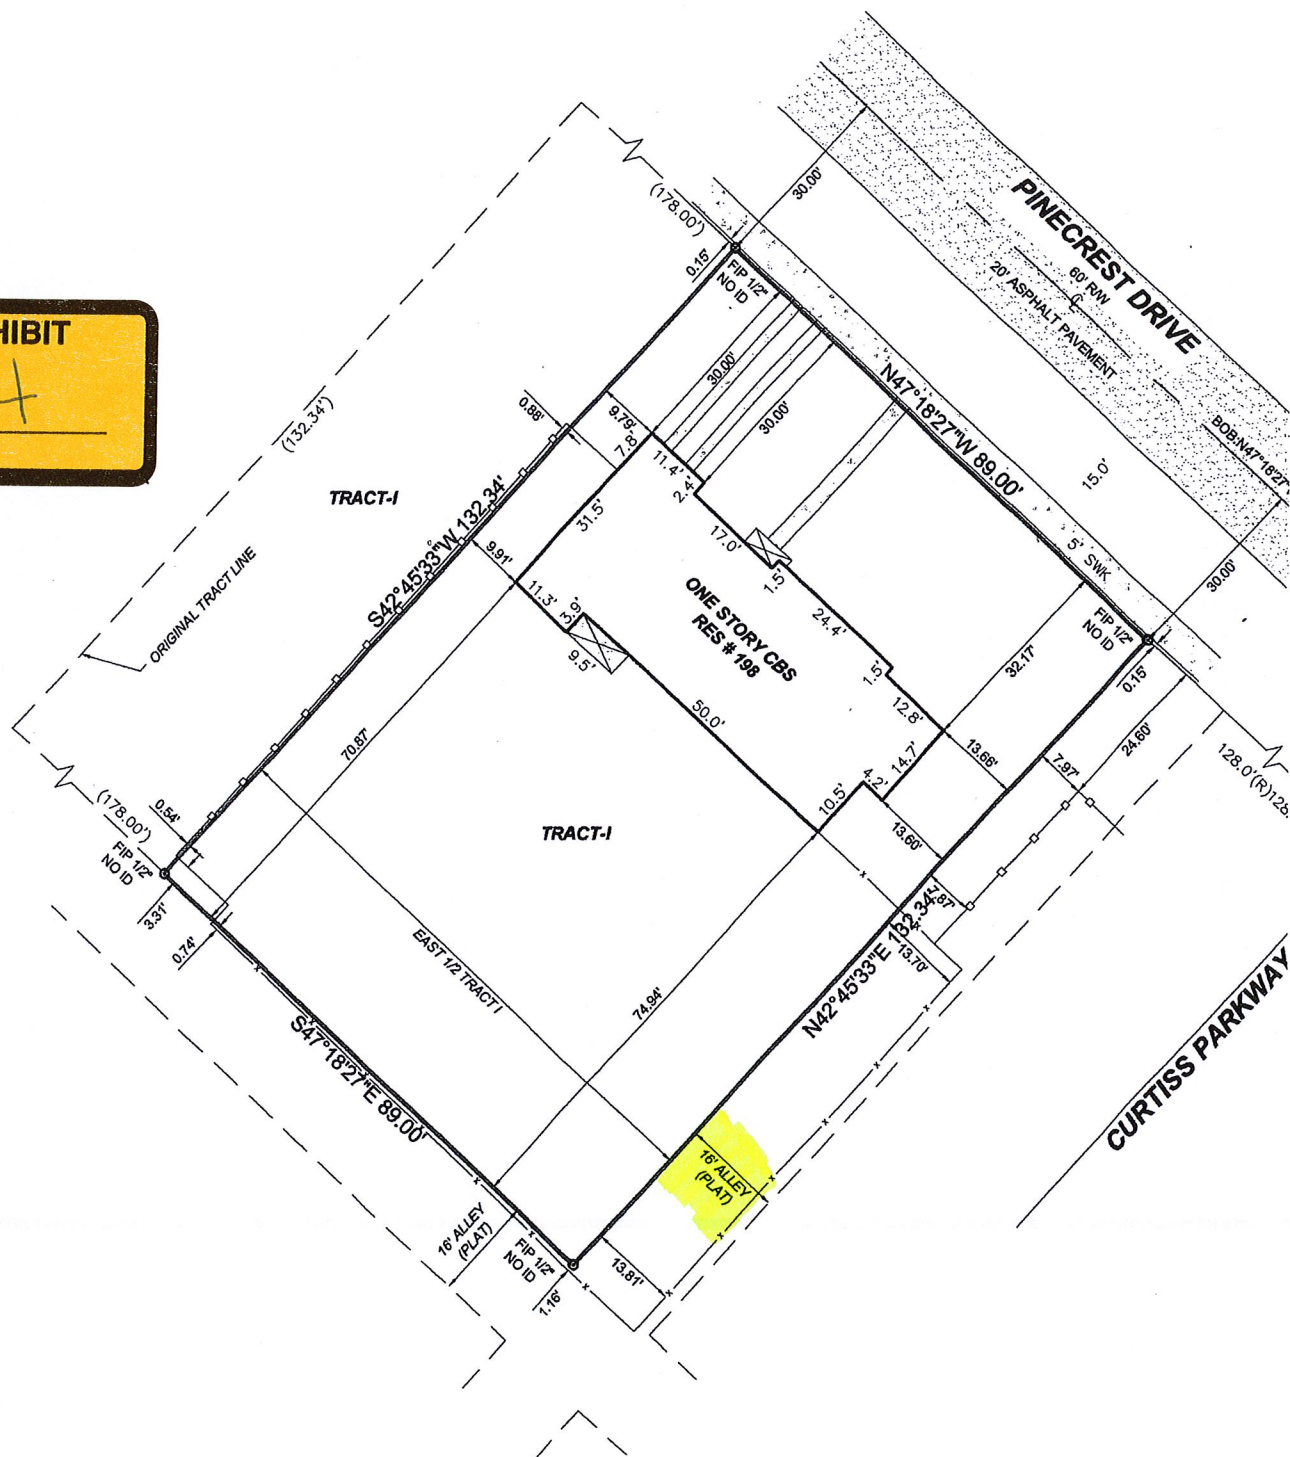 HIBIT
PINECREST DRIVE
60' R/W
℄
20' ASPHALT PAVEMENT
BOB:N47°18'27"
30.00'
(178.00')
0.15'
FIP 1/2"
NO ID
30.00'
30.00'
N47°18'27"W 89.00'
15.0'
5' SWK
30.00'
(132.34')
0.88'
9.79'
7.8'
11.4'
2.4'
TRACT-I
S42°45'33"W 132.34'
31.5'
17.0'
1.5'
9.91'
11.3'
3.9'
9.5'
ONE STORY CBS
RES # 198
24.4'
1.5'
12.8'
32.17'
FIP 1/2"
NO ID
0.15'
ORIGINAL TRACT LINE
50.0'
14.7'
4.2'
10.5'
13.66'
7.97'
24.60'
128.0'(R)128.
70.87'
TRACT-I
13.60'
7.87'
13.70'
(178.00')
0.54'
FIP 1/2"
NO ID
3.31'
0.74'
EAST 1/2 TRACT I
74.94'
N42°45'33"E 132.34'
CURTISS PARKWAY
S47°18'27"E 89.00'
16' ALLEY
(PLAT)
16' ALLEY
(PLAT)
FIP 1/2"
NO ID
13.81'
1.16'